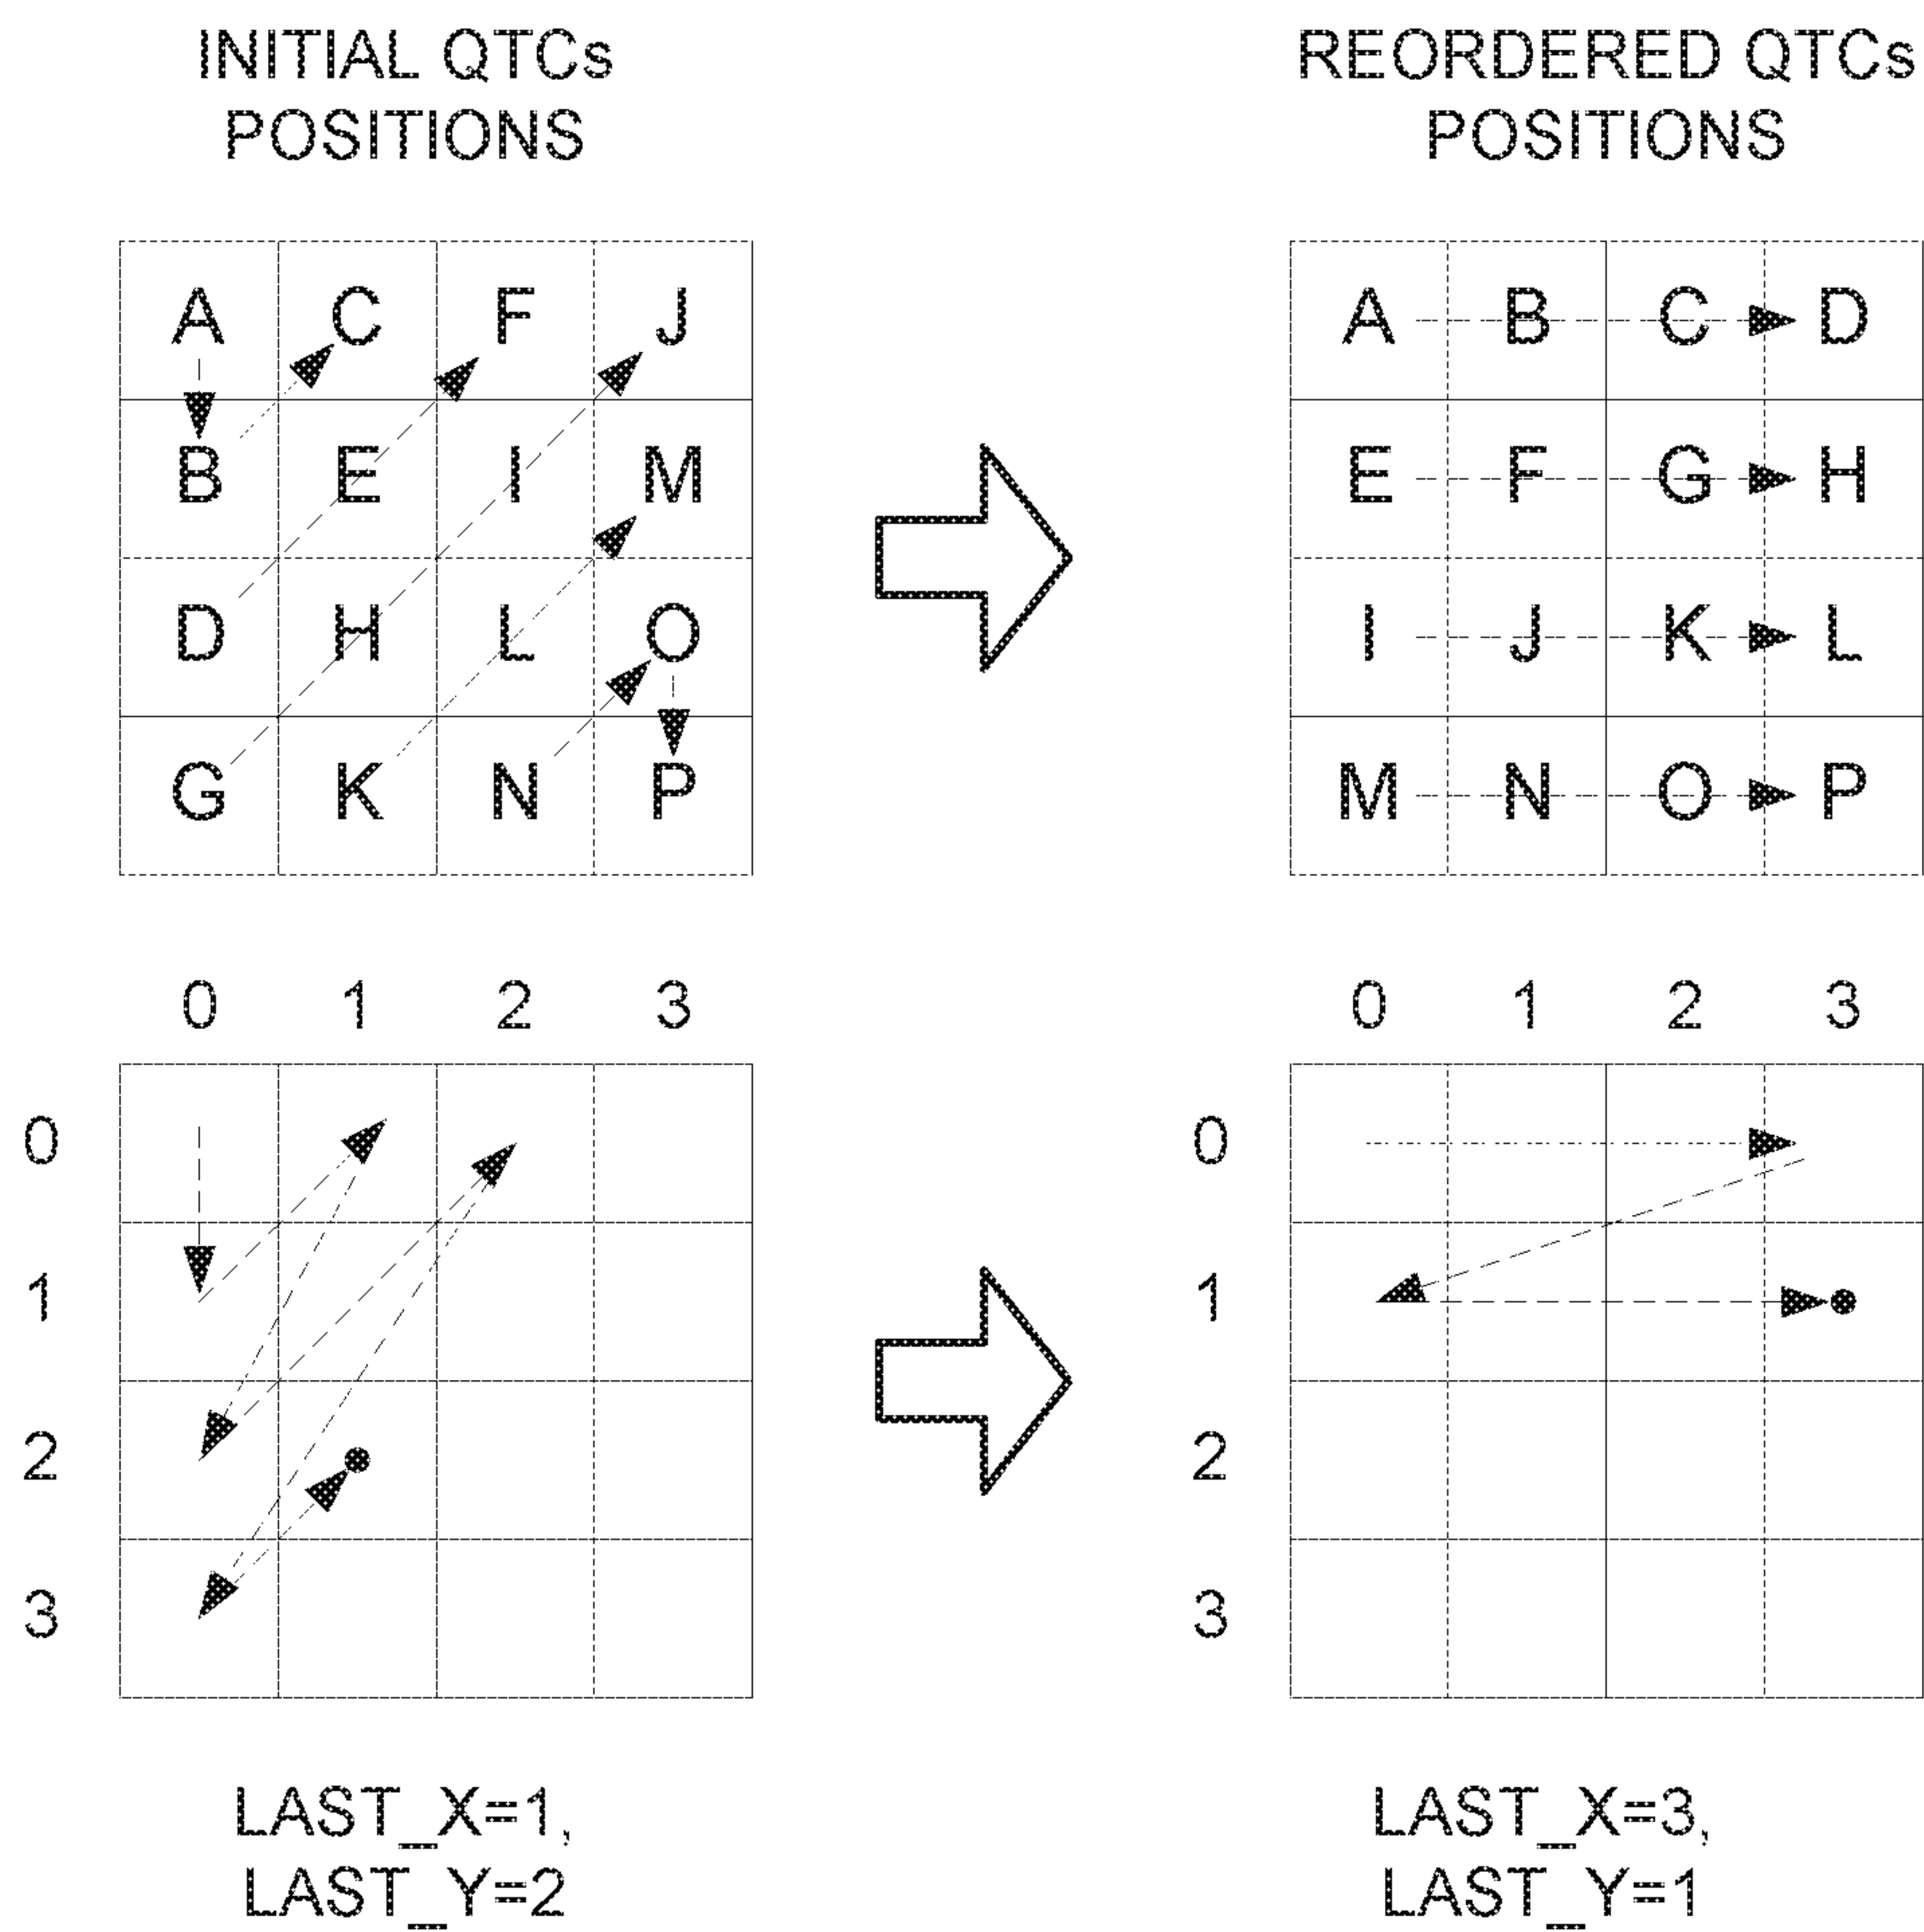 INITIAL QTCs
POSITIONS
REORDERED QTCs
POSITIONS
A C F J
B E I M
D H L O
G K N P
A B C D
E F G H
I J K L
M N O P
0 1 2 3
0
1
2
3
0 1 2 3
0
1
2
3
LAST_X=1,
LAST_Y=2
LAST_X=3,
LAST_Y=1